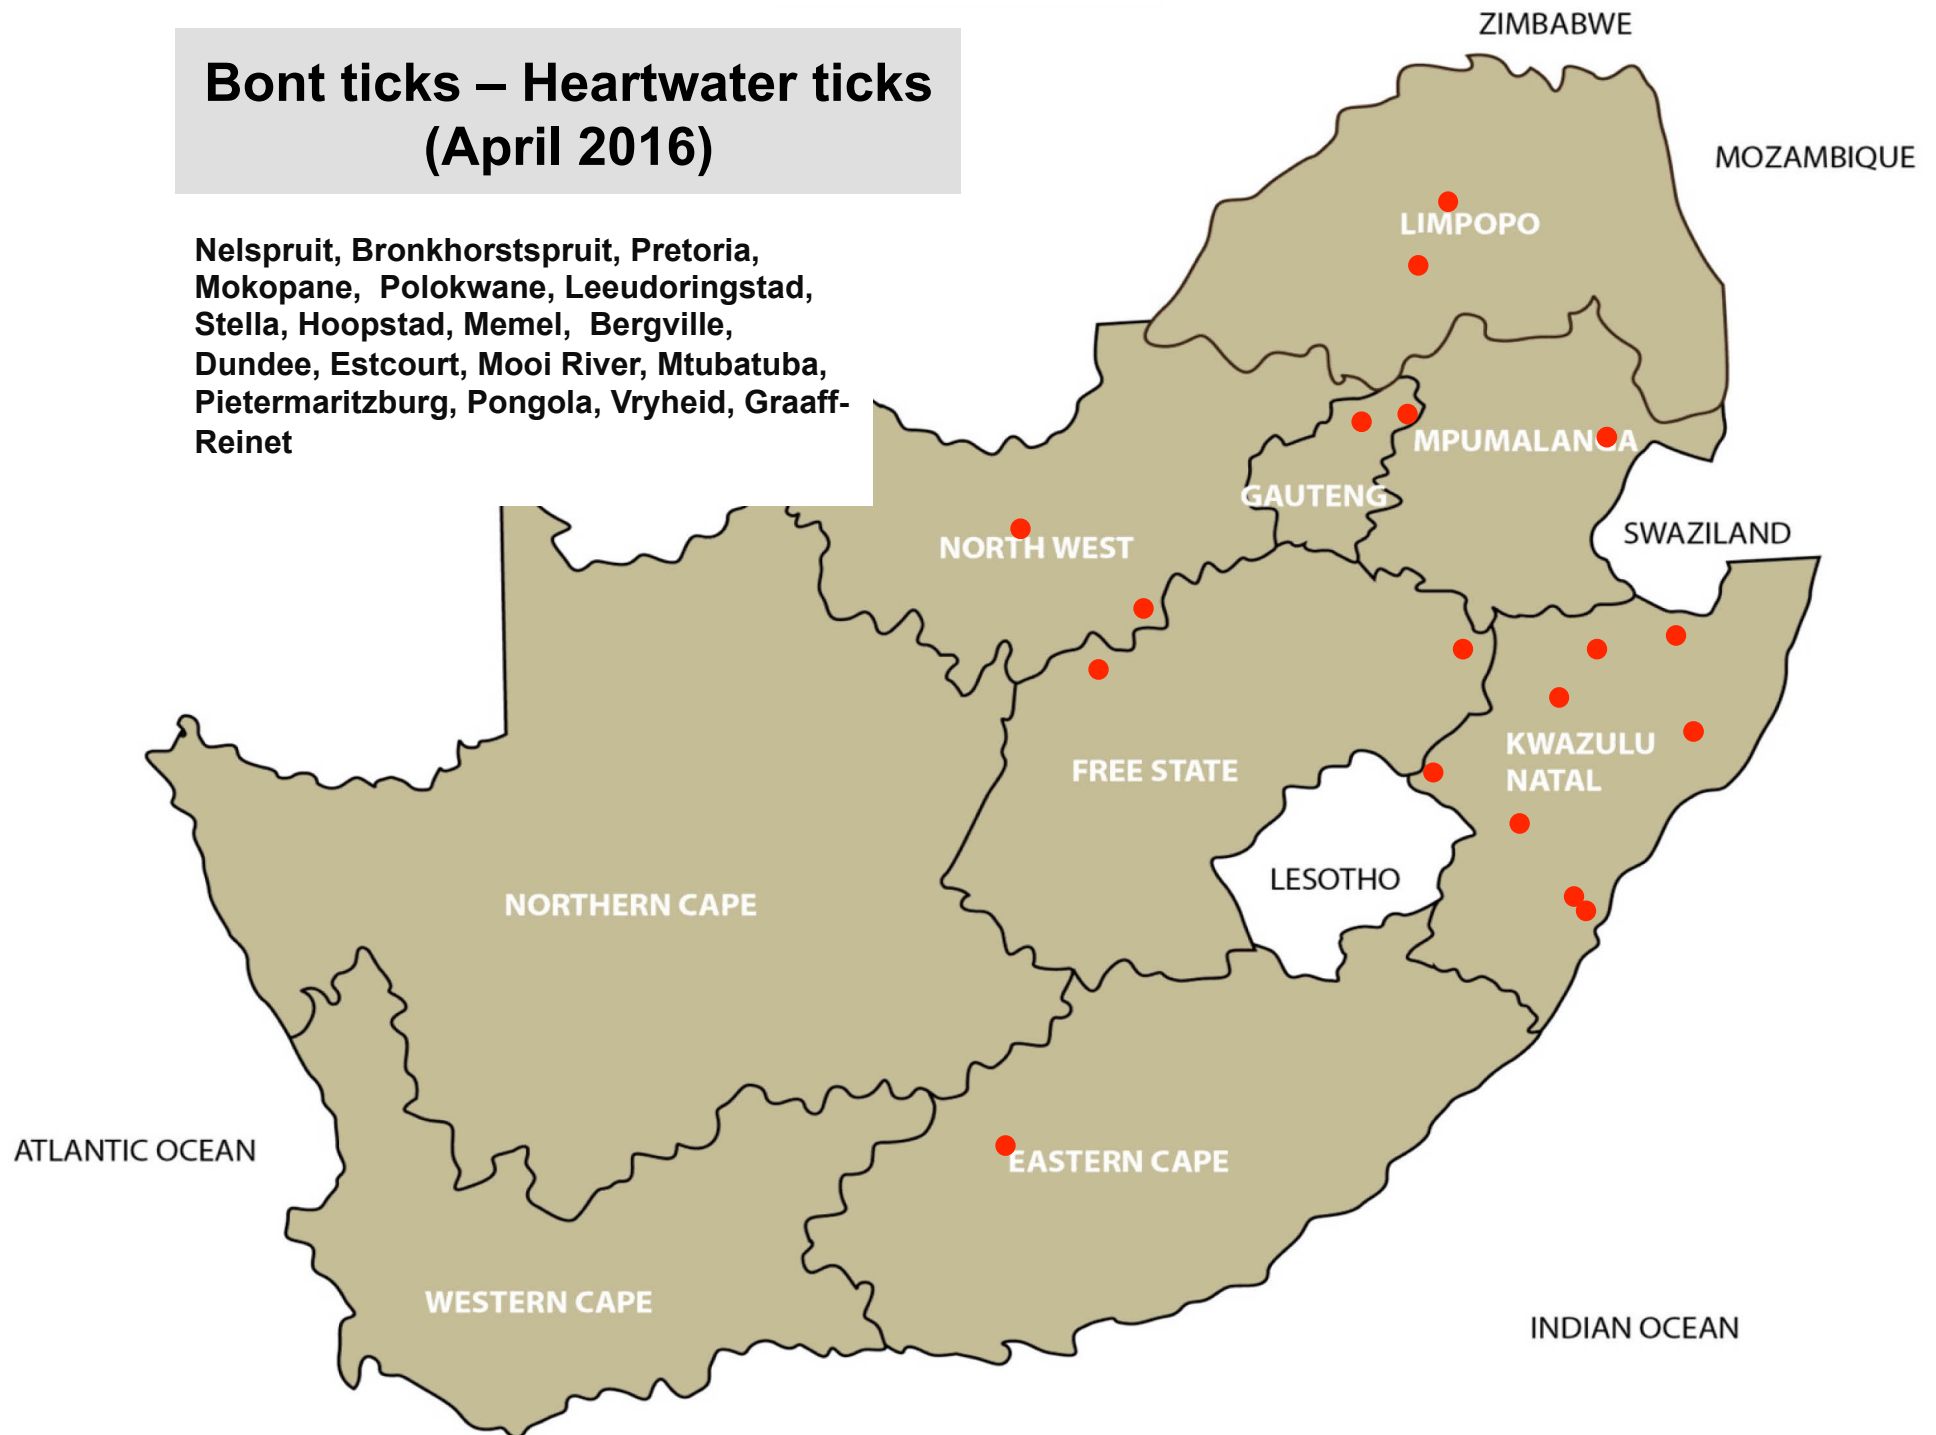 Bont ticks – Heartwater ticks
(April 2016)
Nelspruit, Bronkhorstspruit, Pretoria,
Mokopane, Polokwane, Leeudoringstad,
Stella, Hoopstad, Memel, Bergville,
Dundee, Estcourt, Mooi River, Mtubatuba,
Pietermaritzburg, Pongola, Vryheid, Graaff-
Reinet
ZIMBABWE
MOZAMBIQUE
LIMPOPO
MPUMALANGA
GAUTENG
SWAZILAND
NORTH WEST
KWAZULU
NATAL
FREE STATE
LESOTHO
NORTHERN CAPE
ATLANTIC OCEAN
EASTERN CAPE
WESTERN CAPE
INDIAN OCEAN